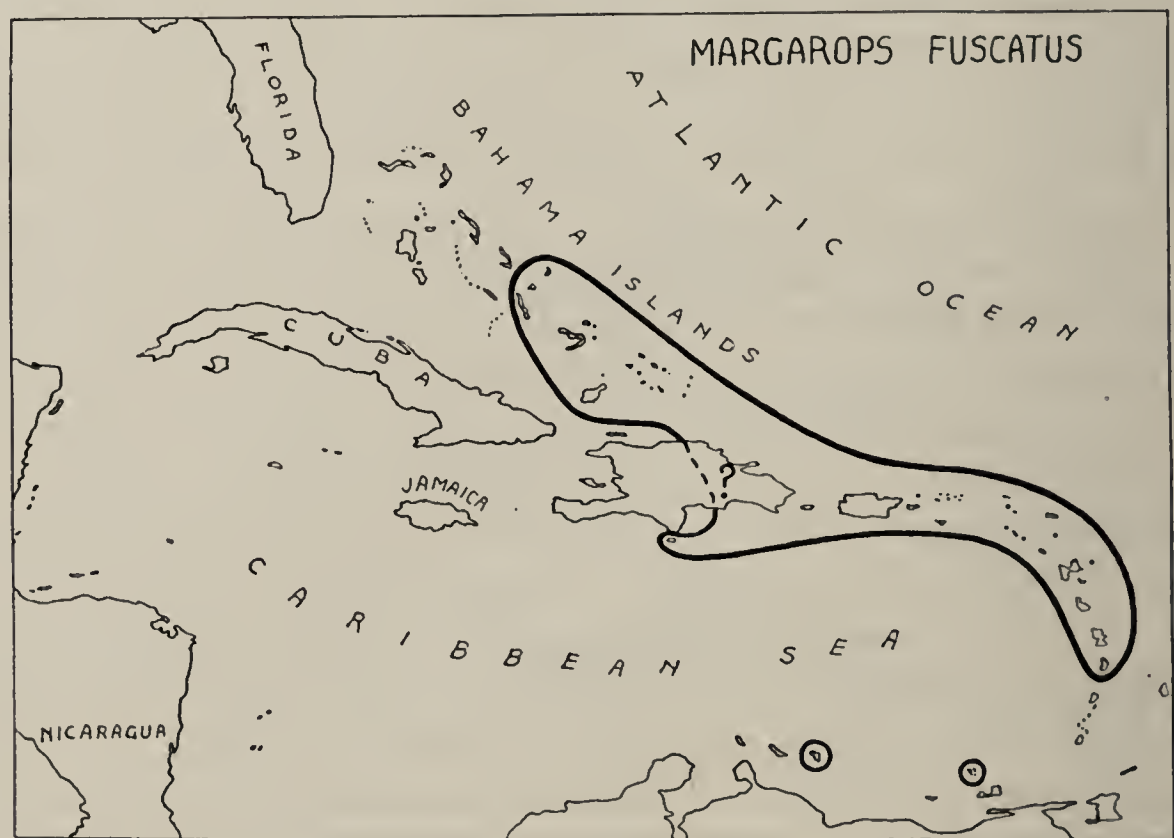 MARGAROPS FUSCATUS
FLORIDA
ATLANTIC OCEAN
BAHAMA ISLANDS
CUBA
?
JAMAICA
CARIBBEAN SEA
NICARAGUA